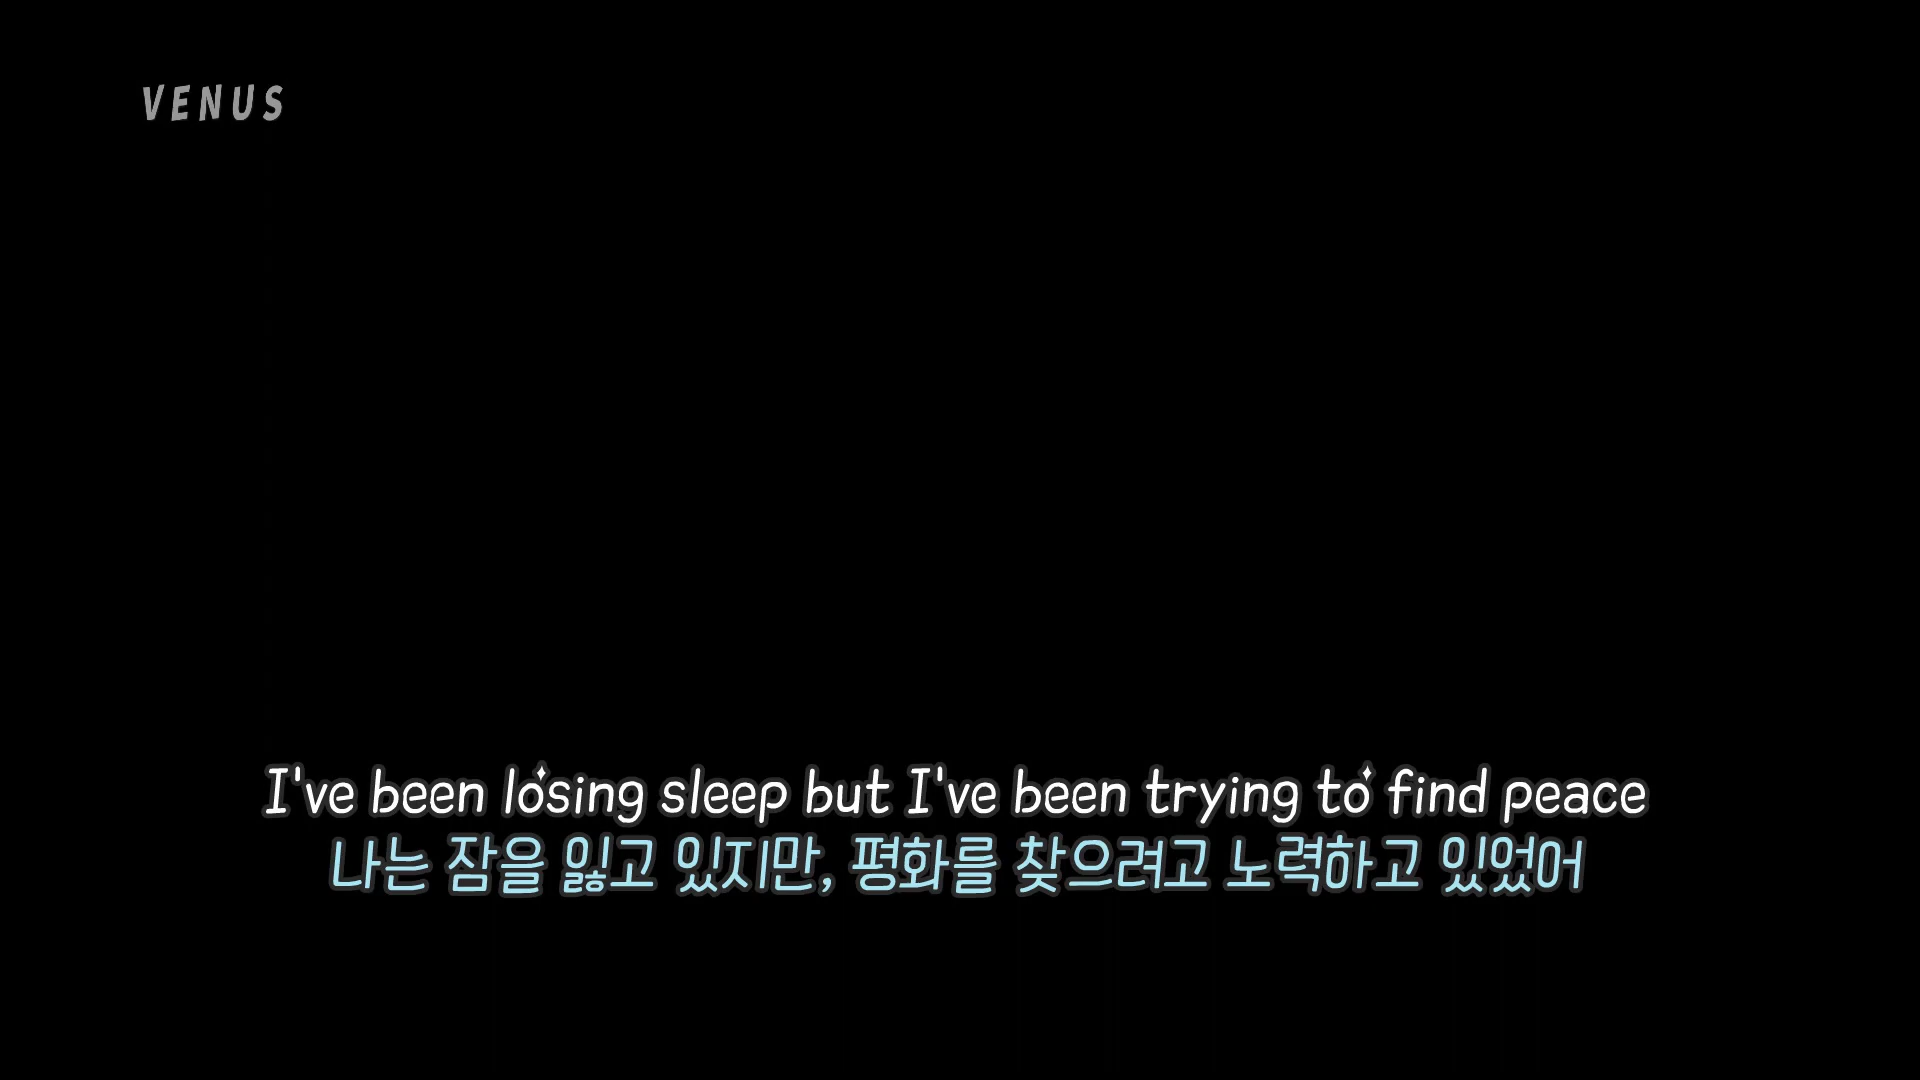 VENUS
I've been losing sleep but I've been trying to find peace
나는 잠을 잃고 있지만, 평화를 찾으려고 노력하고 있었어